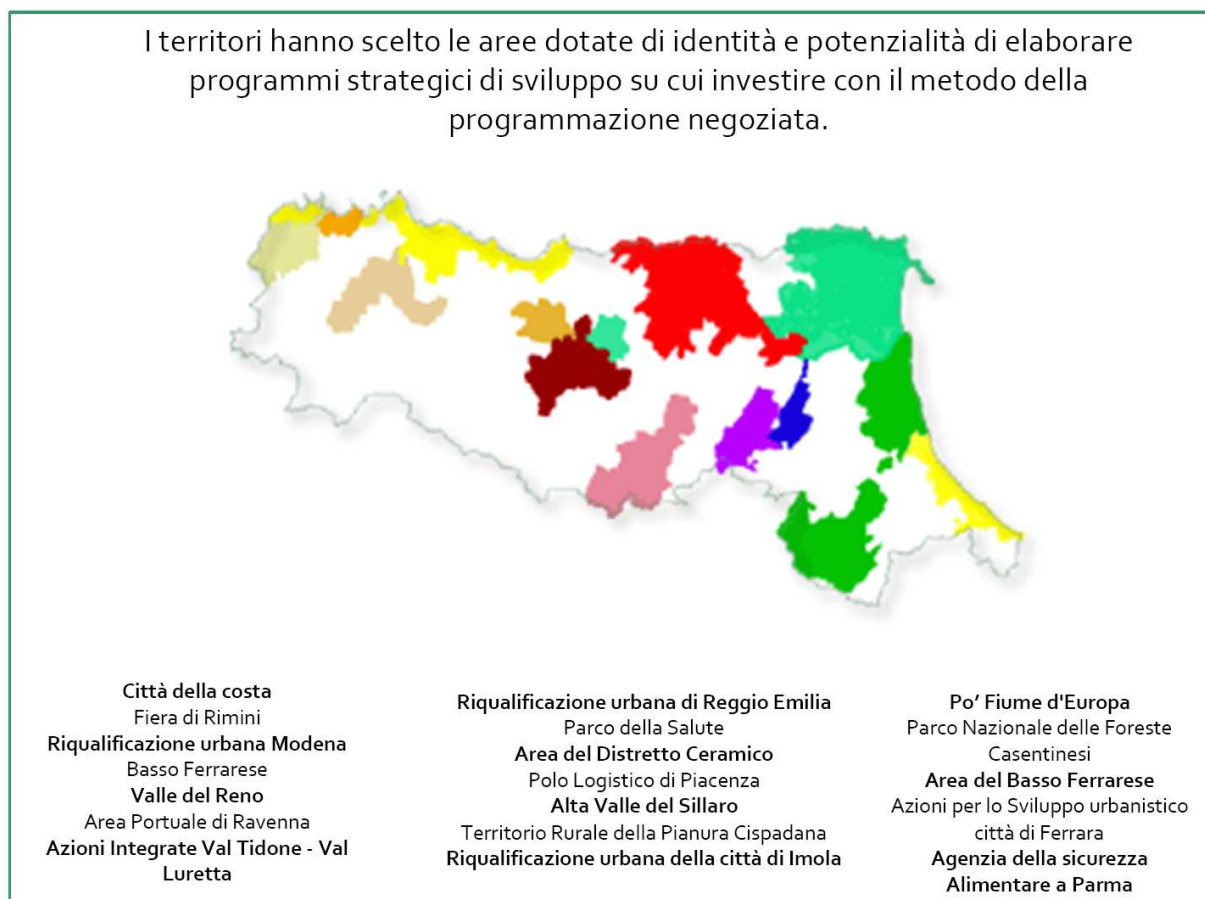 I territori hanno scelto le aree dotate di identità e potenzialità di elaborare
programmi strategici di sviluppo su cui investire con il metodo della
programmazione negoziata.
Città della costa
Fiera di Rimini
Riqualificazione urbana Modena
Basso Ferrarese
Valle del Reno
Area Portuale di Ravenna
Azioni Integrate Val Tidone - Val
Luretta
Riqualificazione urbana di Reggio Emilia
Parco della Salute
Area del Distretto Ceramico
Polo Logistico di Piacenza
Alta Valle del Sillaro
Territorio Rurale della Pianura Cispadana
Riqualificazione urbana della città di Imola
Po’ Fiume d'Europa
Parco Nazionale delle Foreste
Casentinesi
Area del Basso Ferrarese
Azioni per lo Sviluppo urbanistico
città di Ferrara
Agenzia della sicurezza
Alimentare a Parma